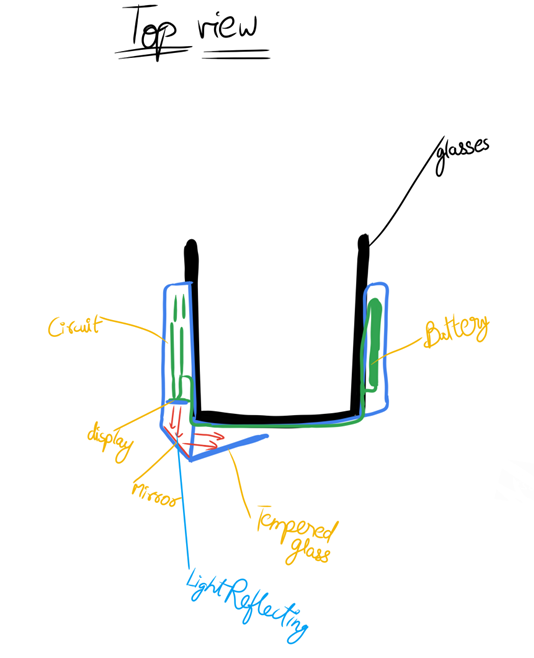 Top view
glasses
Circuit
Battery
display
Mirror
Tempered
glass
Light Reflecting